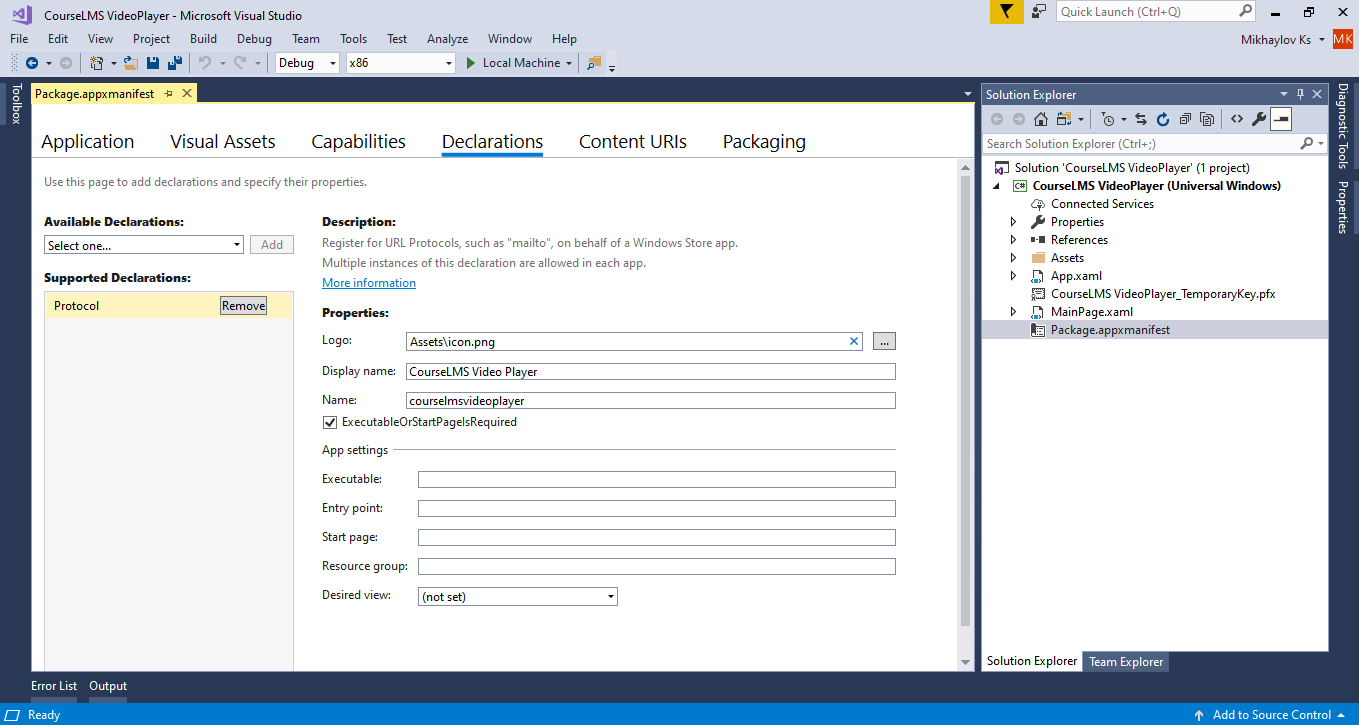 CourseLMS VideoPlayer - Microsoft Visual Studio
Quick Launch (Ctrl+Q)
File Edit View Project Build Debug Team Tools Test Analyze Window Help
Mikhaylov Ks MK
Debug x86 Local Machine
Toolbox
Package.appxmanifest
Application Visual Assets Capabilities Declarations Content URIs Packaging
Use this page to add declarations and specify their properties.
Available Declarations:
Select one... Add
Supported Declarations:
Protocol Remove
Description:
Register for URL Protocols, such as "mailto", on behalf of a Windows Store app.
Multiple instances of this declaration are allowed in each app.
More information
Properties:
Logo: Assets\icon.png ...
Display name: CourseLMS Video Player
Name: courselmsvideoplayer
ExecutableOrStartPageIsRequired
App settings
Executable:
Entry point:
Start page:
Resource group:
Desired view: (not set)
Solution Explorer
Search Solution Explorer (Ctrl+;)
Solution 'CourseLMS VideoPlayer' (1 project)
C# CourseLMS VideoPlayer (Universal Windows)
Connected Services
Properties
References
Assets
App.xaml
CourseLMS VideoPlayer_TemporaryKey.pfx
MainPage.xaml
Package.appxmanifest
Solution Explorer Team Explorer
Diagnostic Tools
Properties
Error List Output
Ready
Add to Source Control